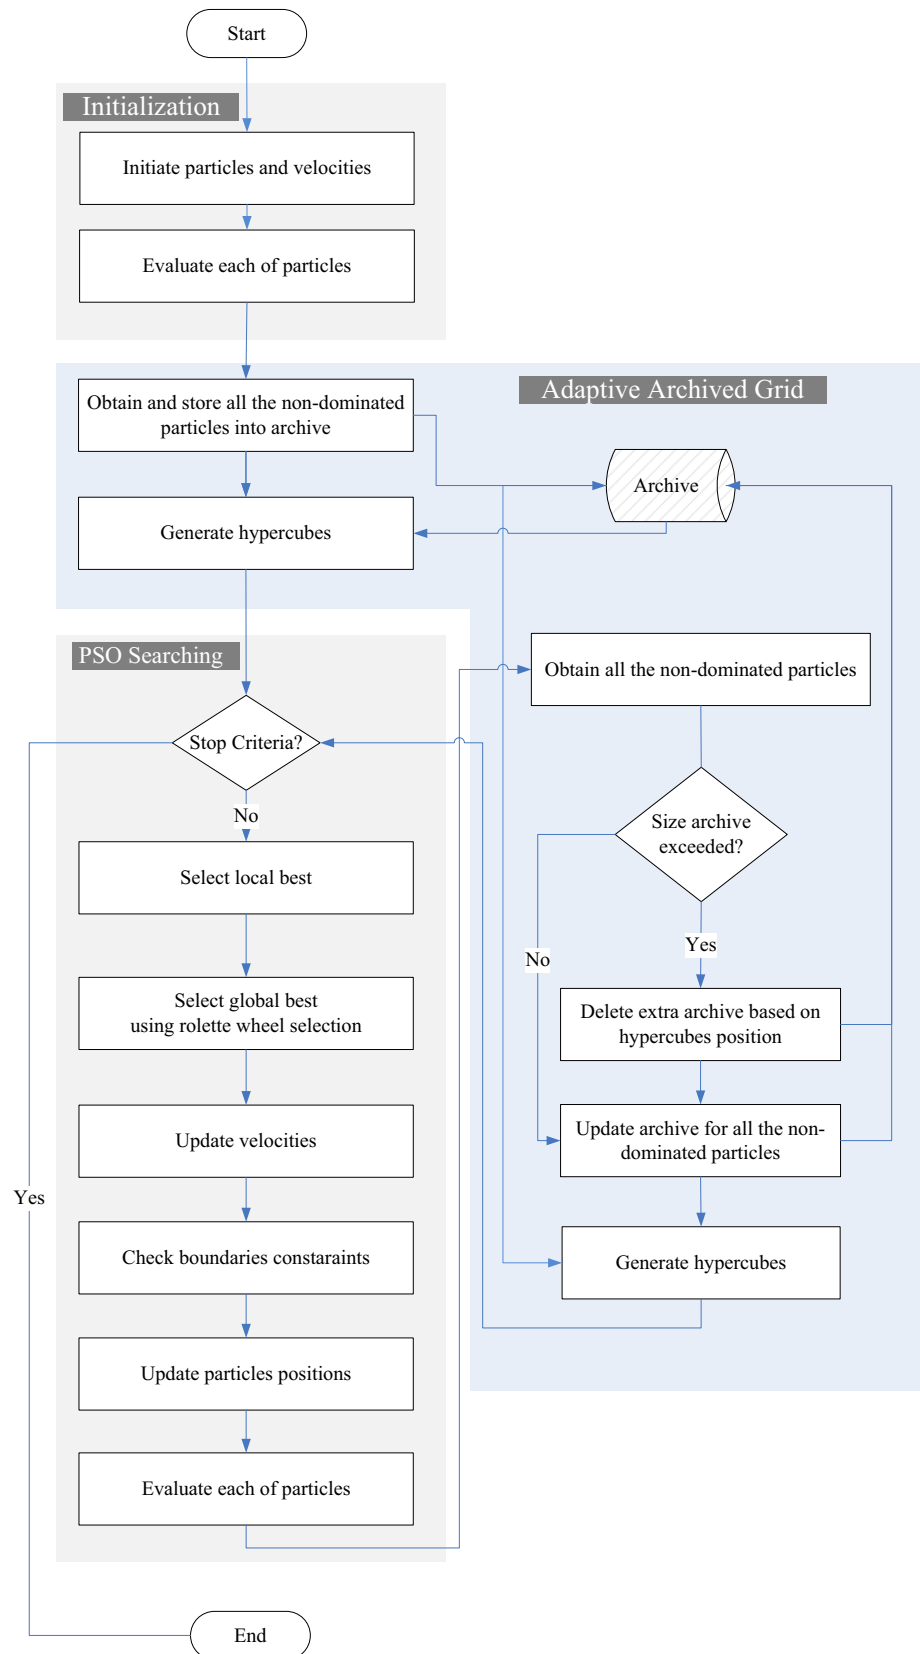 Start
Initialization
Initiate particles and velocities
Evaluate each of particles
Adaptive Archived Grid
Obtain and store all the non-dominated
particles into archive
Archive
Generate hypercubes
PSO Searching
Stop Criteria?
No
Select local best
Select global best
using rolette wheel selection
Update velocities
Yes
Check boundaries constaraints
Update particles positions
Evaluate each of particles
Obtain all the non-dominated particles
Size archive
exceeded?
No
Yes
Delete extra archive based on
hypercubes position
Update archive for all the non-
dominated particles
Generate hypercubes
End